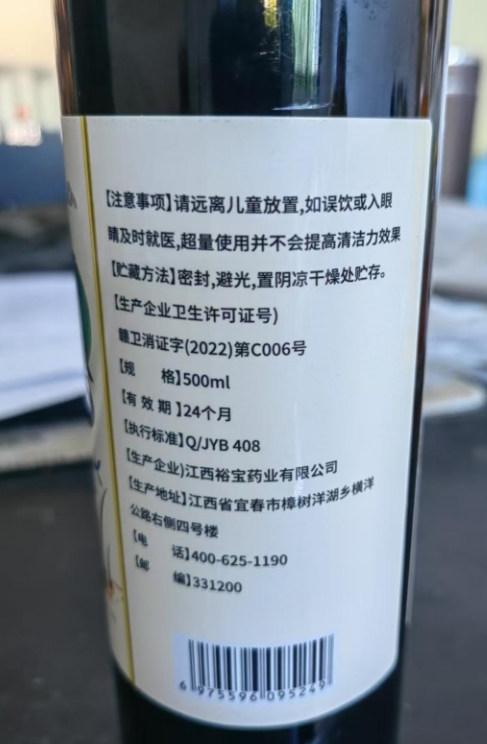 【注意事项】请远离儿童放置,如误饮或入眼
睛及时就医,超量使用并不会提高清洁力效果
【贮藏方法】密封,避光,置阴凉干燥处贮存。
【生产企业卫生许可证号)
赣卫消证字(2022)第C006号
【规 格】500ml
【有 效 期】24个月
【执行标准】Q/JYB 408
【生产企业)江西裕宝药业有限公司
【生产地址】江西省宜春市樟树洋湖乡横洋
公路右侧四号楼
【电 话】400-625-1190
【邮 编】331200
6 975596 095249